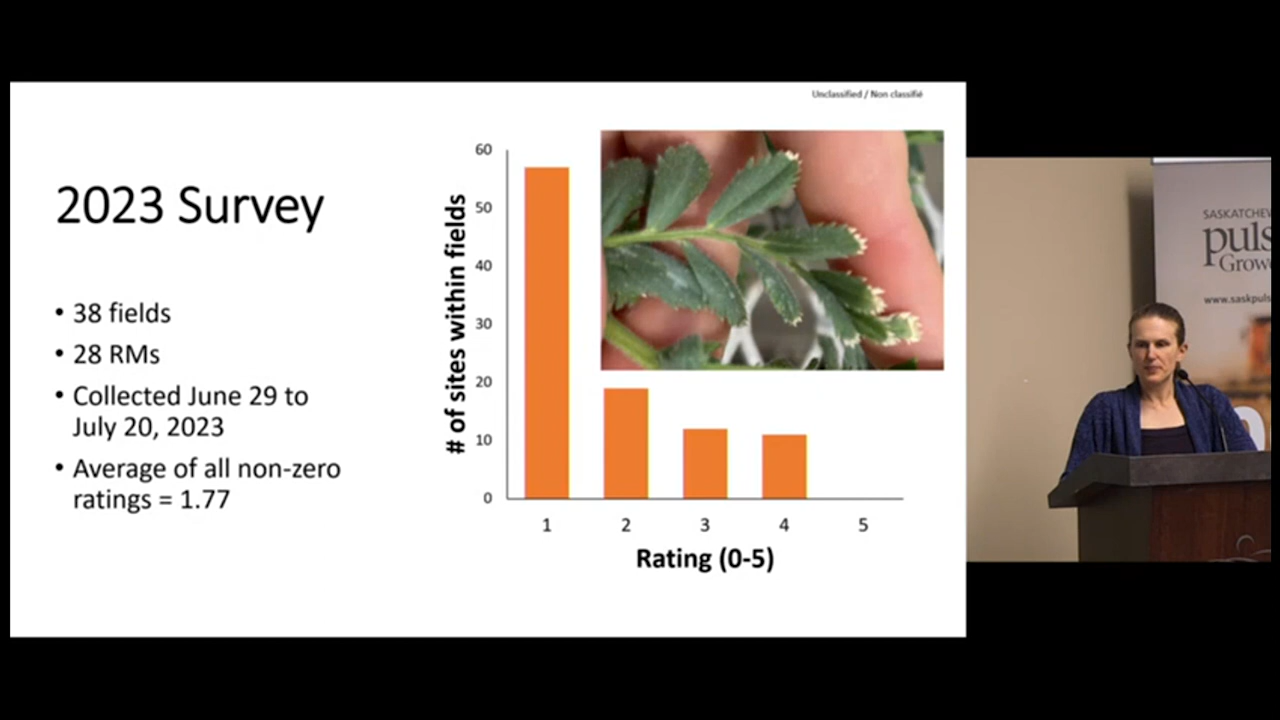 Unclassified / Non classifié
2023 Survey
• 38 fields
• 28 RMs
• Collected June 29 to
July 20, 2023
• Average of all non-zero
ratings = 1.77
# of sites within fields
60
50
40
30
20
10
0
1 2 3 4 5
Rating (0-5)
SASKATCHEW
puls
Grow
www.saskpuls